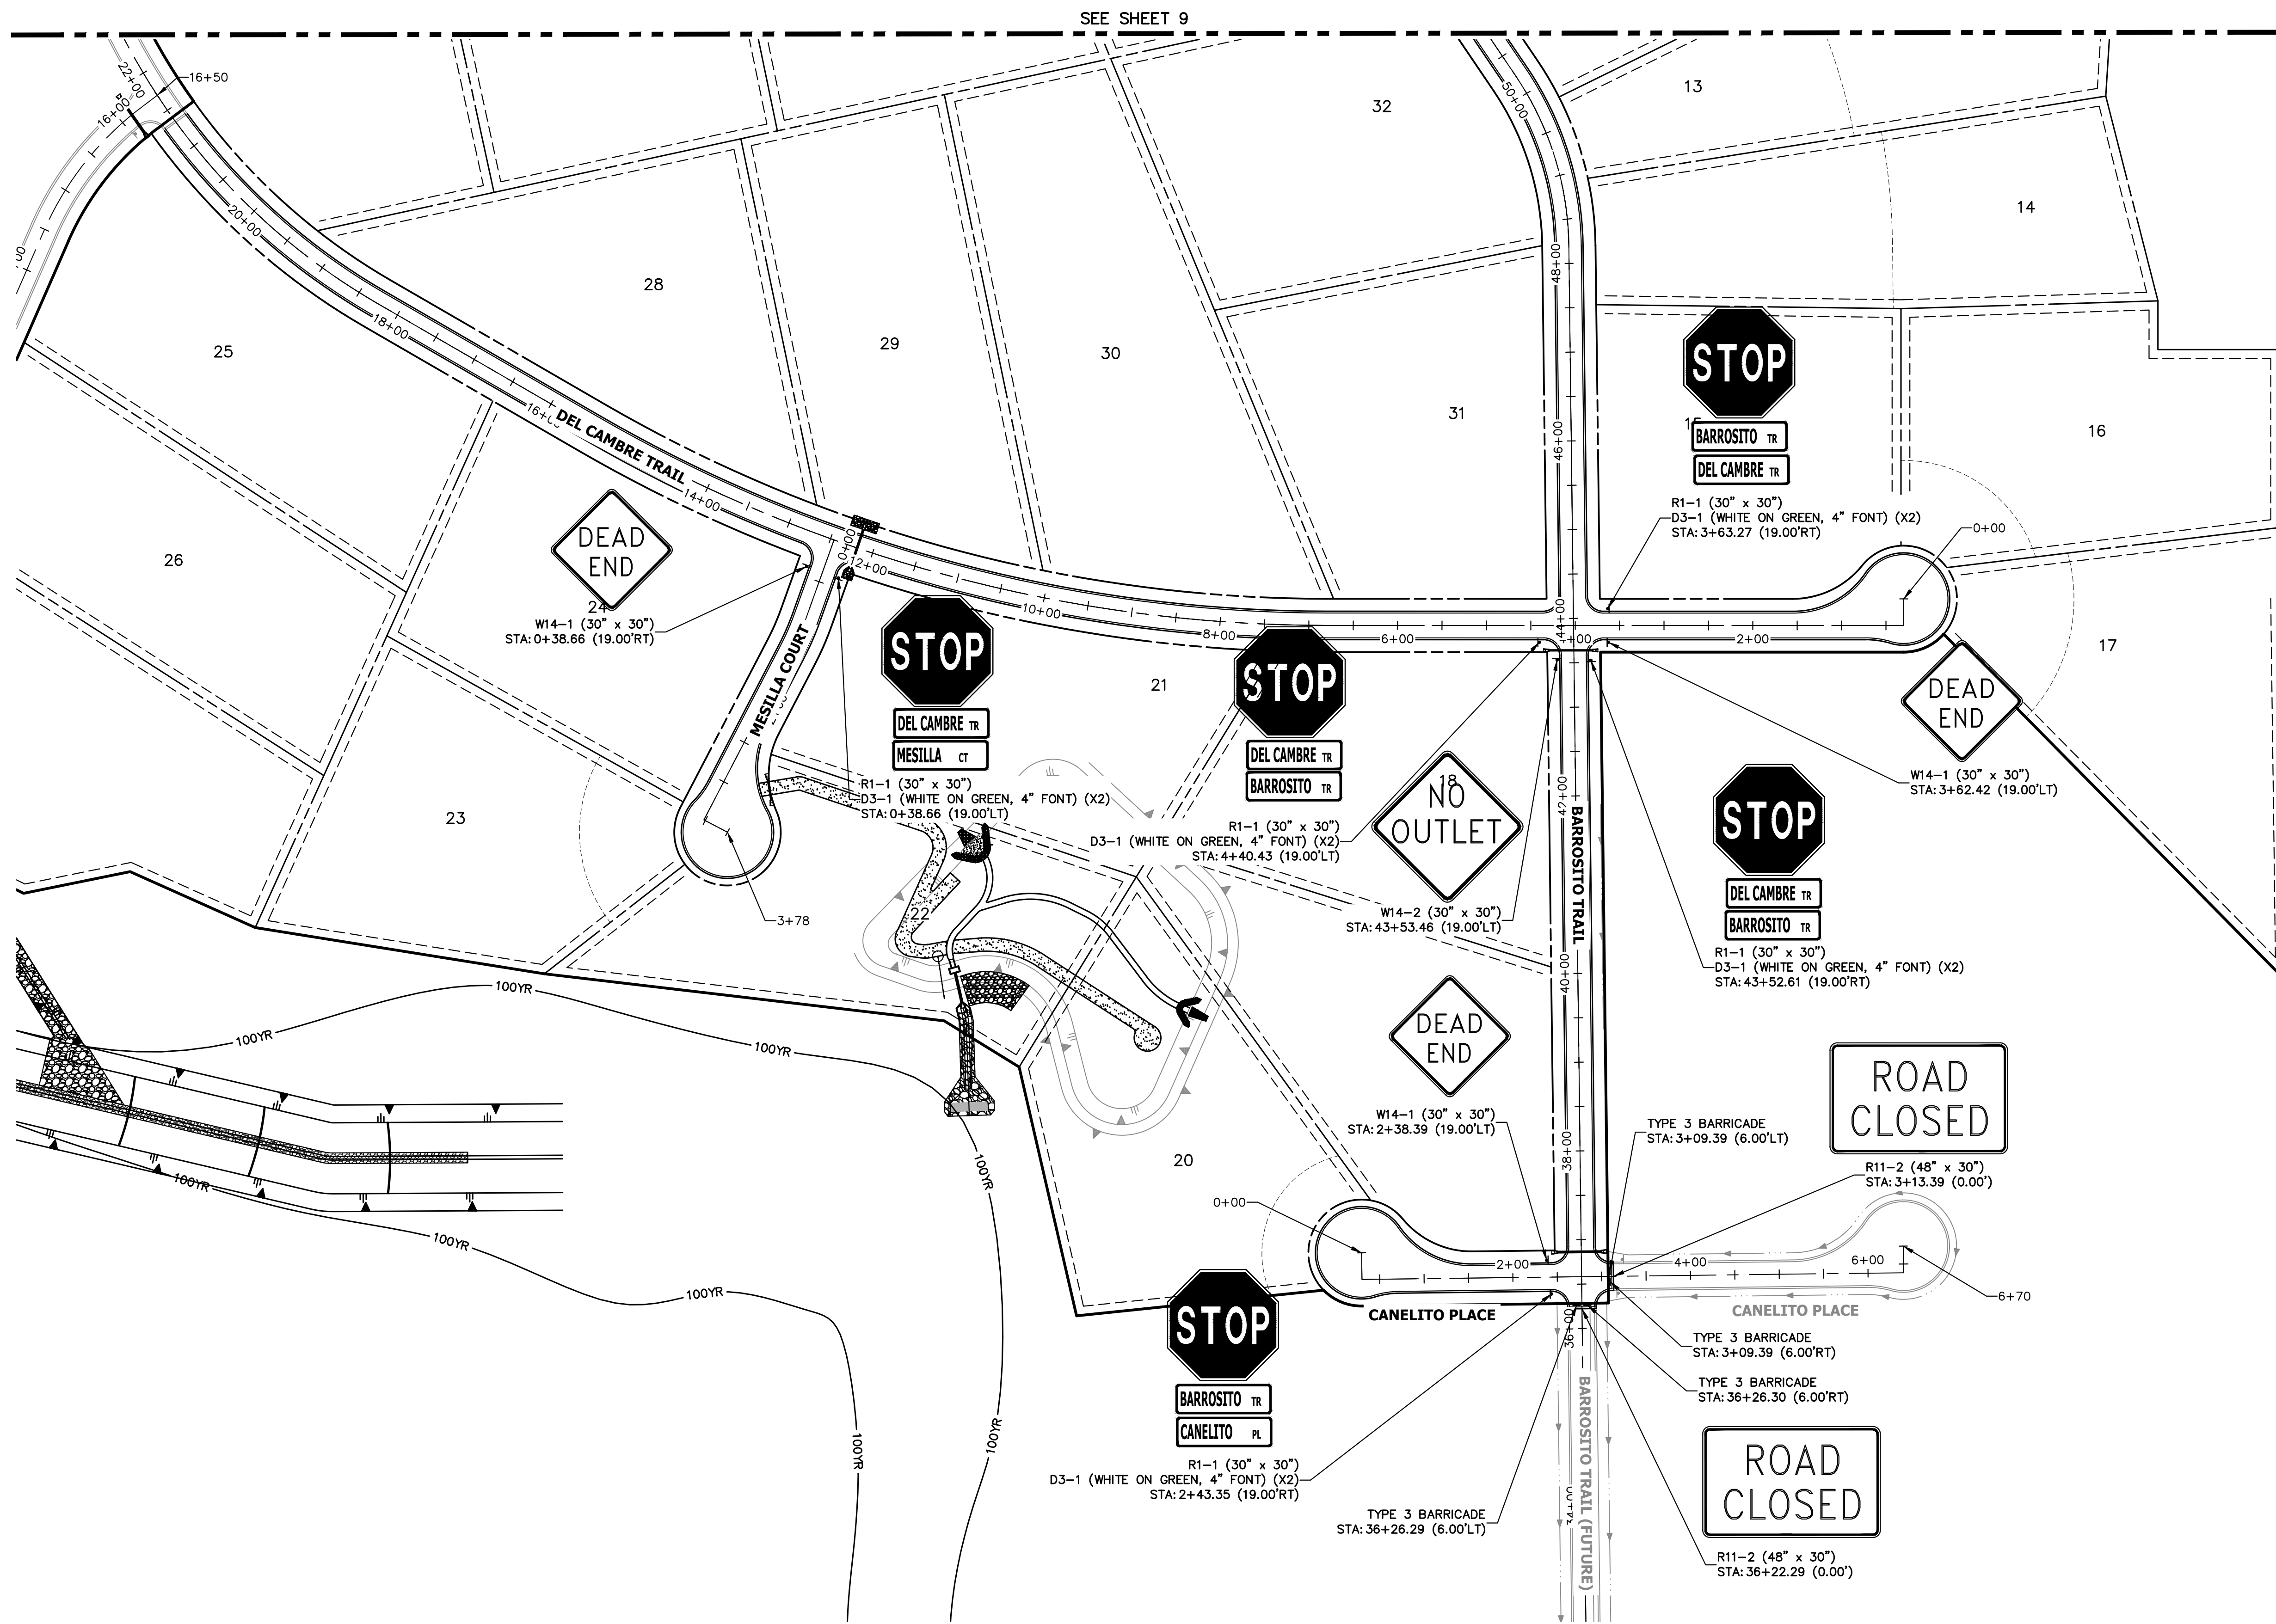 SEE SHEET 9
22+00
16+50
16+00
20+00
18+00
DEL CAMBRE TRAIL
14+00
0+00
12+00
10+00
8+00
6+00
2+00
50+00
48+00
46+00
44+00
42+00
40+00
38+00
36+00
13
14
32
28
29
30
31
25
26
16
17
STOP
BARROSITO TR
DEL CAMBRE TR
R1-1 (30" x 30")
D3-1 (WHITE ON GREEN, 4" FONT) (X2)
STA: 3+63.27 (19.00'RT)
0+00
DEAD
END
24
W14-1 (30" x 30")
STA: 0+38.66 (19.00'RT)
MESILLA COURT
STOP
DEL CAMBRE TR
MESILLA CT
R1-1 (30" x 30")
D3-1 (WHITE ON GREEN, 4" FONT) (X2)
STA: 0+38.66 (19.00'LT)
21
STOP
DEL CAMBRE TR
BARROSITO TR
R1-1 (30" x 30")
D3-1 (WHITE ON GREEN, 4" FONT) (X2)
STA: 4+40.43 (19.00'LT)
18
NO
OUTLET
W14-2 (30" x 30")
STA: 43+53.46 (19.00'LT)
BARROSITO TRAIL
DEAD
END
W14-1 (30" x 30")
STA: 3+62.42 (19.00'LT)
STOP
DEL CAMBRE TR
BARROSITO TR
R1-1 (30" x 30")
D3-1 (WHITE ON GREEN, 4" FONT) (X2)
STA: 43+52.61 (19.00'RT)
23
3+78
22
100YR
100YR
100YR
100YR
100YR
100YR
100YR
100YR
100YR
20
DEAD
END
W14-1 (30" x 30")
STA: 2+38.39 (19.00'LT)
TYPE 3 BARRICADE
STA: 3+09.39 (6.00'LT)
ROAD
CLOSED
R11-2 (48" x 30")
STA: 3+13.39 (0.00')
0+00
2+00
4+00
6+00
6+70
CANELITO PLACE
CANELITO PLACE
TYPE 3 BARRICADE
STA: 3+09.39 (6.00'RT)
TYPE 3 BARRICADE
STA: 36+26.30 (6.00'RT)
STOP
BARROSITO TR
CANELITO PL
R1-1 (30" x 30")
D3-1 (WHITE ON GREEN, 4" FONT) (X2)
STA: 2+43.35 (19.00'RT)
TYPE 3 BARRICADE
STA: 36+26.29 (6.00'LT)
BARROSITO TRAIL (FUTURE)
ROAD
CLOSED
R11-2 (48" x 30")
STA: 36+22.29 (0.00')